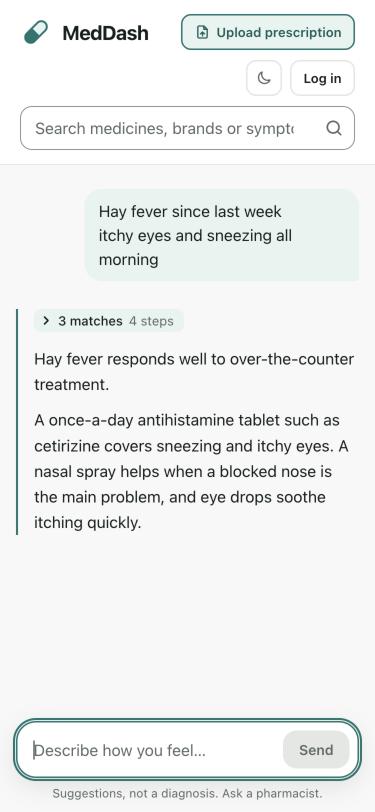 MedDash
Upload prescription
Log in
Search medicines, brands or sympto
Hay fever since last week
itchy eyes and sneezing all
morning
3 matches 4 steps
Hay fever responds well to over-the-counter
treatment.
A once-a-day antihistamine tablet such as
cetirizine covers sneezing and itchy eyes. A
nasal spray helps when a blocked nose is
the main problem, and eye drops soothe
itching quickly.
Describe how you feel...
Send
Suggestions, not a diagnosis. Ask a pharmacist.